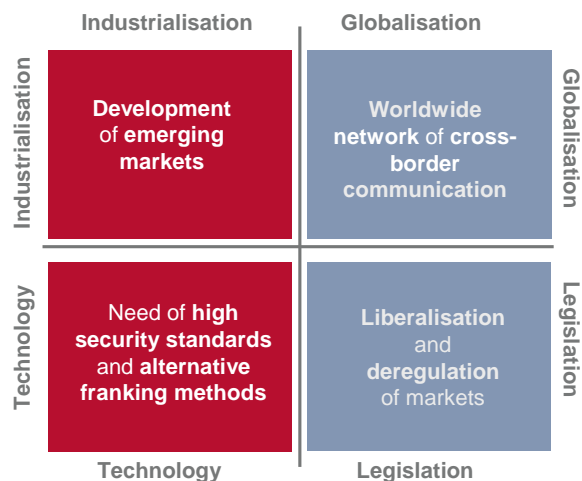 Industrialisation
Globalisation
Industrialisation
Development
of emerging
markets
Worldwide
network of cross-
border
communication
Globalisation
Technology
Need of high
security standards
and alternative
franking methods
Liberalisation
and
deregulation
of markets
Legislation
Technology
Legislation